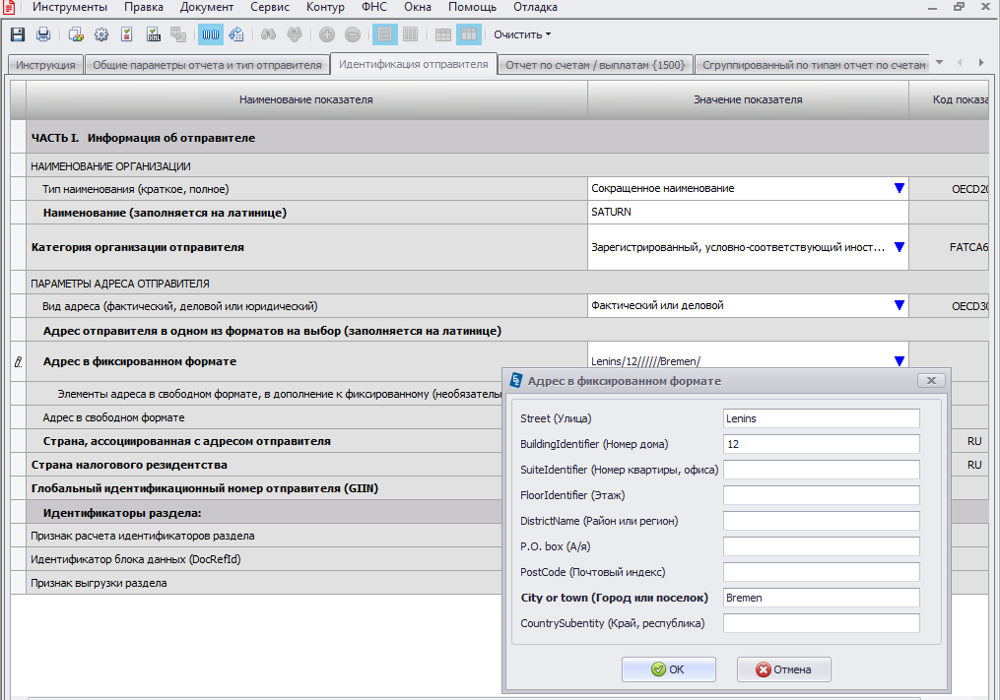 Инструменты Правка Документ Сервис Контур ФНС Окна Помощь Отладка
Очистить
Инструкция Общие параметры отчета и тип отправителя Идентификация отправителя Отчет по счетам / выплатам {1500} Сгруппированный по типам отчет по счетам
Наименование показателя Значение показателя Код показа
ЧАСТЬ I. Информация об отправителе
НАИМЕНОВАНИЕ ОРГАНИЗАЦИИ
Тип наименования (краткое, полное) Сокращенное наименование OECD20
Наименование (заполняется на латинице) SATURN
Категория организации отправителя Зарегистрированный, условно-соответствующий иност... FATCA6
ПАРАМЕТРЫ АДРЕСА ОТПРАВИТЕЛЯ
Вид адреса (фактический, деловой или юридический) Фактический или деловой OECD30
Адрес отправителя в одном из форматов на выбор (заполняется на латинице)
Адрес в фиксированном формате Lenins/12//////Bremen/
Элементы адреса в свободном формате, в дополнение к фиксированному (необязатель
Адрес в свободном формате
Страна, ассоциированная с адресом отправителя RU
Страна налогового резидентства RU
Глобальный идентификационный номер отправителя (GIIN)
Идентификаторы раздела:
Признак расчета идентификаторов раздела
Идентификатор блока данных (DocRefId)
Признак выгрузки раздела
Адрес в фиксированном формате
Street (Улица) Lenins
BuildingIdentifier (Номер дома) 12
SuiteIdentifier (Номер квартиры, офиса)
FloorIdentifier (Этаж)
DistrictName (Район или регион)
P.O. box (А/я)
PostCode (Почтовый индекс)
City or town (Город или поселок) Bremen
CountrySubentity (Край, республика)
OK Отмена